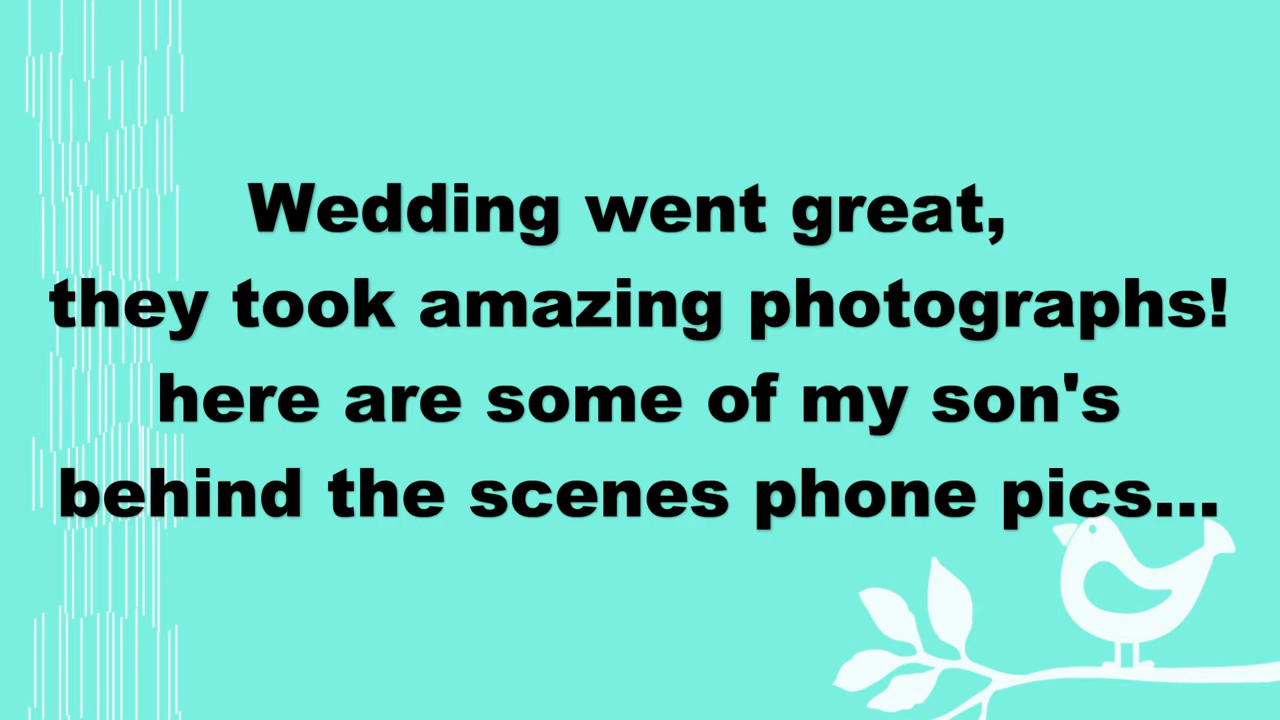 Wedding went great,
they took amazing photographs!
here are some of my son's
behind the scenes phone pics...